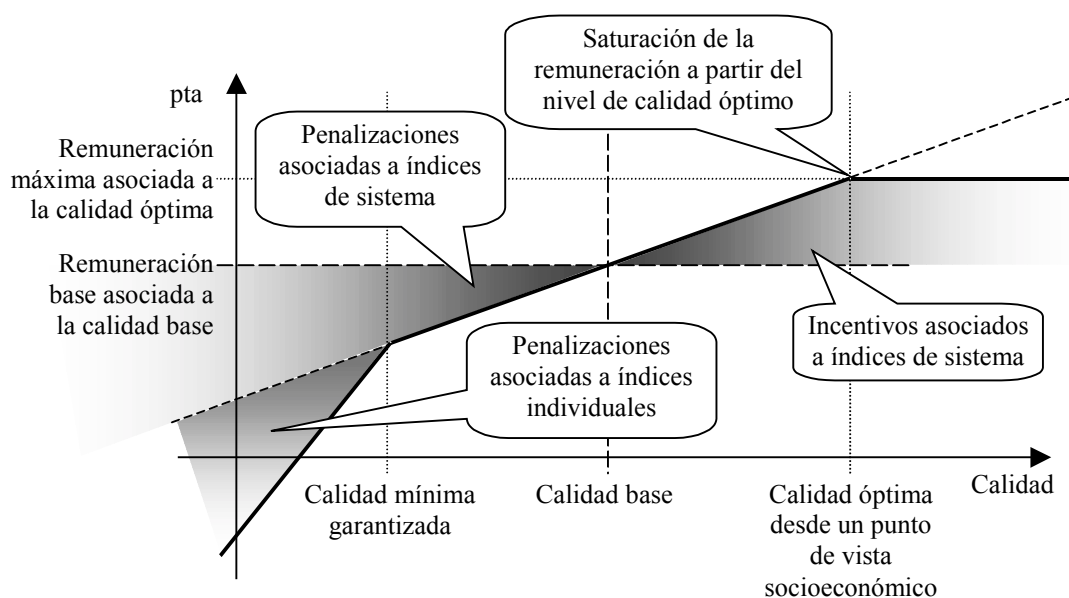 Saturación de la
remuneración a partir del
nivel de calidad óptimo
pta
Penalizaciones
asociadas a índices
de sistema
Remuneración
máxima asociada a
la calidad óptima
Remuneración
base asociada a
la calidad base
Incentivos asociados
a índices de sistema
Penalizaciones
asociadas a índices
individuales
Calidad
Calidad mínima
garantizada
Calidad base
Calidad óptima
desde un punto
de vista
socioeconómico